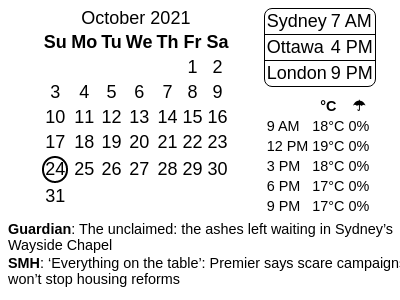 October 2021
Su Mo Tu We Th Fr Sa
1 2
3 4 5 6 7 8 9
10 11 12 13 14 15 16
17 18 19 20 21 22 23
24 25 26 27 28 29 30
31
Sydney 7 AM
Ottawa 4 PM
London 9 PM
°C ☂
9 AM 18°C 0%
12 PM 19°C 0%
3 PM 18°C 0%
6 PM 17°C 0%
9 PM 17°C 0%
Guardian: The unclaimed: the ashes left waiting in Sydney’s
Wayside Chapel
SMH: ‘Everything on the table’: Premier says scare campaigns
won’t stop housing reforms